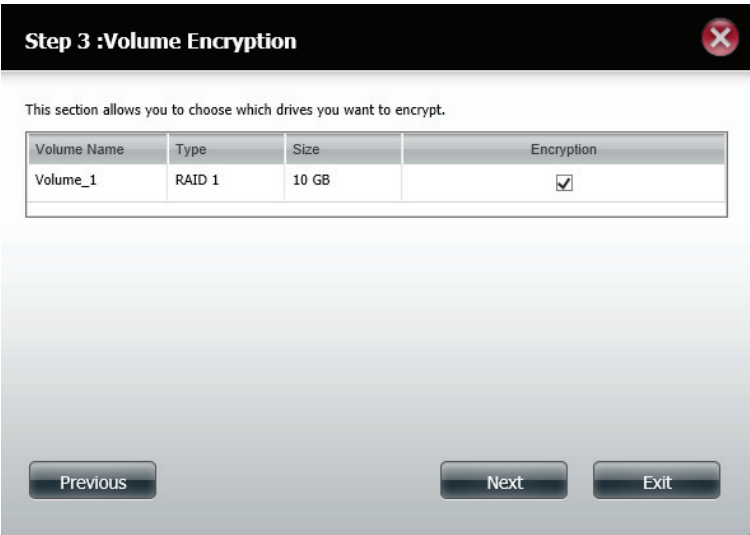 Step 3 :Volume Encryption
This section allows you to choose which drives you want to encrypt.
Volume Name Type Size Encryption
Volume_1 RAID 1 10 GB
Previous Next Exit